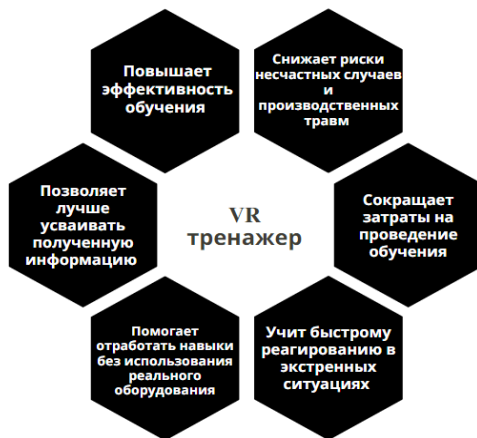 Повышает
эффективность
обучения
Снижает риски
несчастных случаев
и
производственных
травм
Позволяет
лучше
усваивать
полученную
информацию
VR
тренажер
Сокращает
затраты на
проведение
обучения
Помогает
отработать навыки
без использования
реального
оборудования
Учит быстрому
реагированию в
экстренных
ситуациях